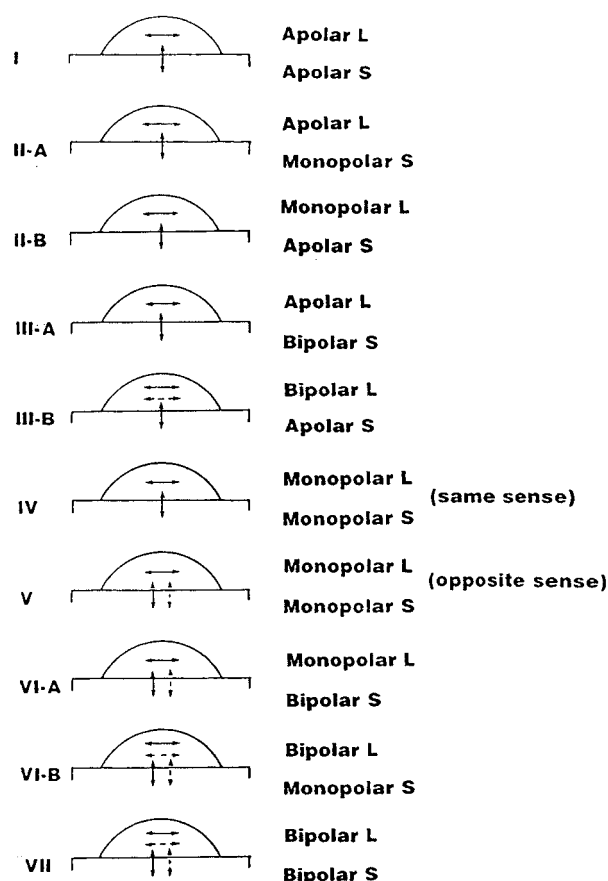 I
Apolar L
Apolar S
II-A
Apolar L
Monopolar S
II-B
Monopolar L
Apolar S
III-A
Apolar L
Bipolar S
III-B
Bipolar L
Apolar S
IV
Monopolar L
(same sense)
Monopolar S
V
Monopolar L
(opposite sense)
Monopolar S
VI-A
Monopolar L
Bipolar S
VI-B
Bipolar L
Monopolar S
VII
Bipolar L
Bipolar S